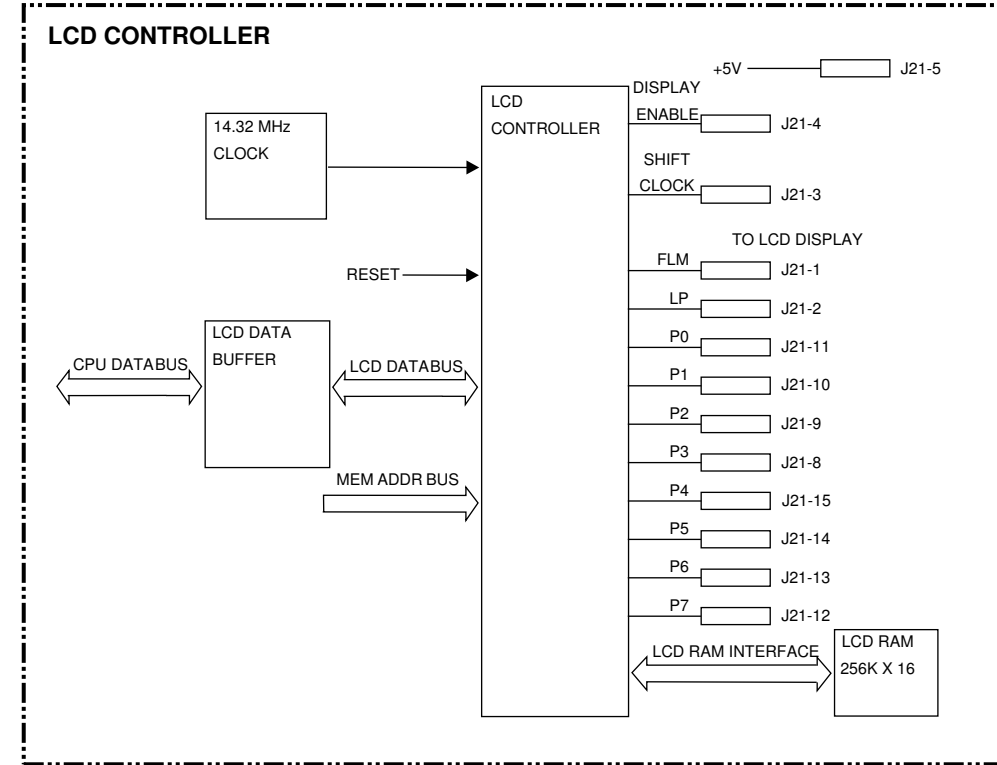 LCD CONTROLLER
+5V
J21-5
14.32 MHz
CLOCK
LCD
CONTROLLER
DISPLAY
ENABLE
J21-4
SHIFT
CLOCK
J21-3
TO LCD DISPLAY
RESET
FLM
J21-1
LP
J21-2
LCD DATA
BUFFER
CPU DATABUS
LCD DATABUS
P0
J21-11
P1
J21-10
P2
J21-9
P3
J21-8
MEM ADDR BUS
P4
J21-15
P5
J21-14
P6
J21-13
P7
J21-12
LCD RAM INTERFACE
LCD RAM
256K X 16